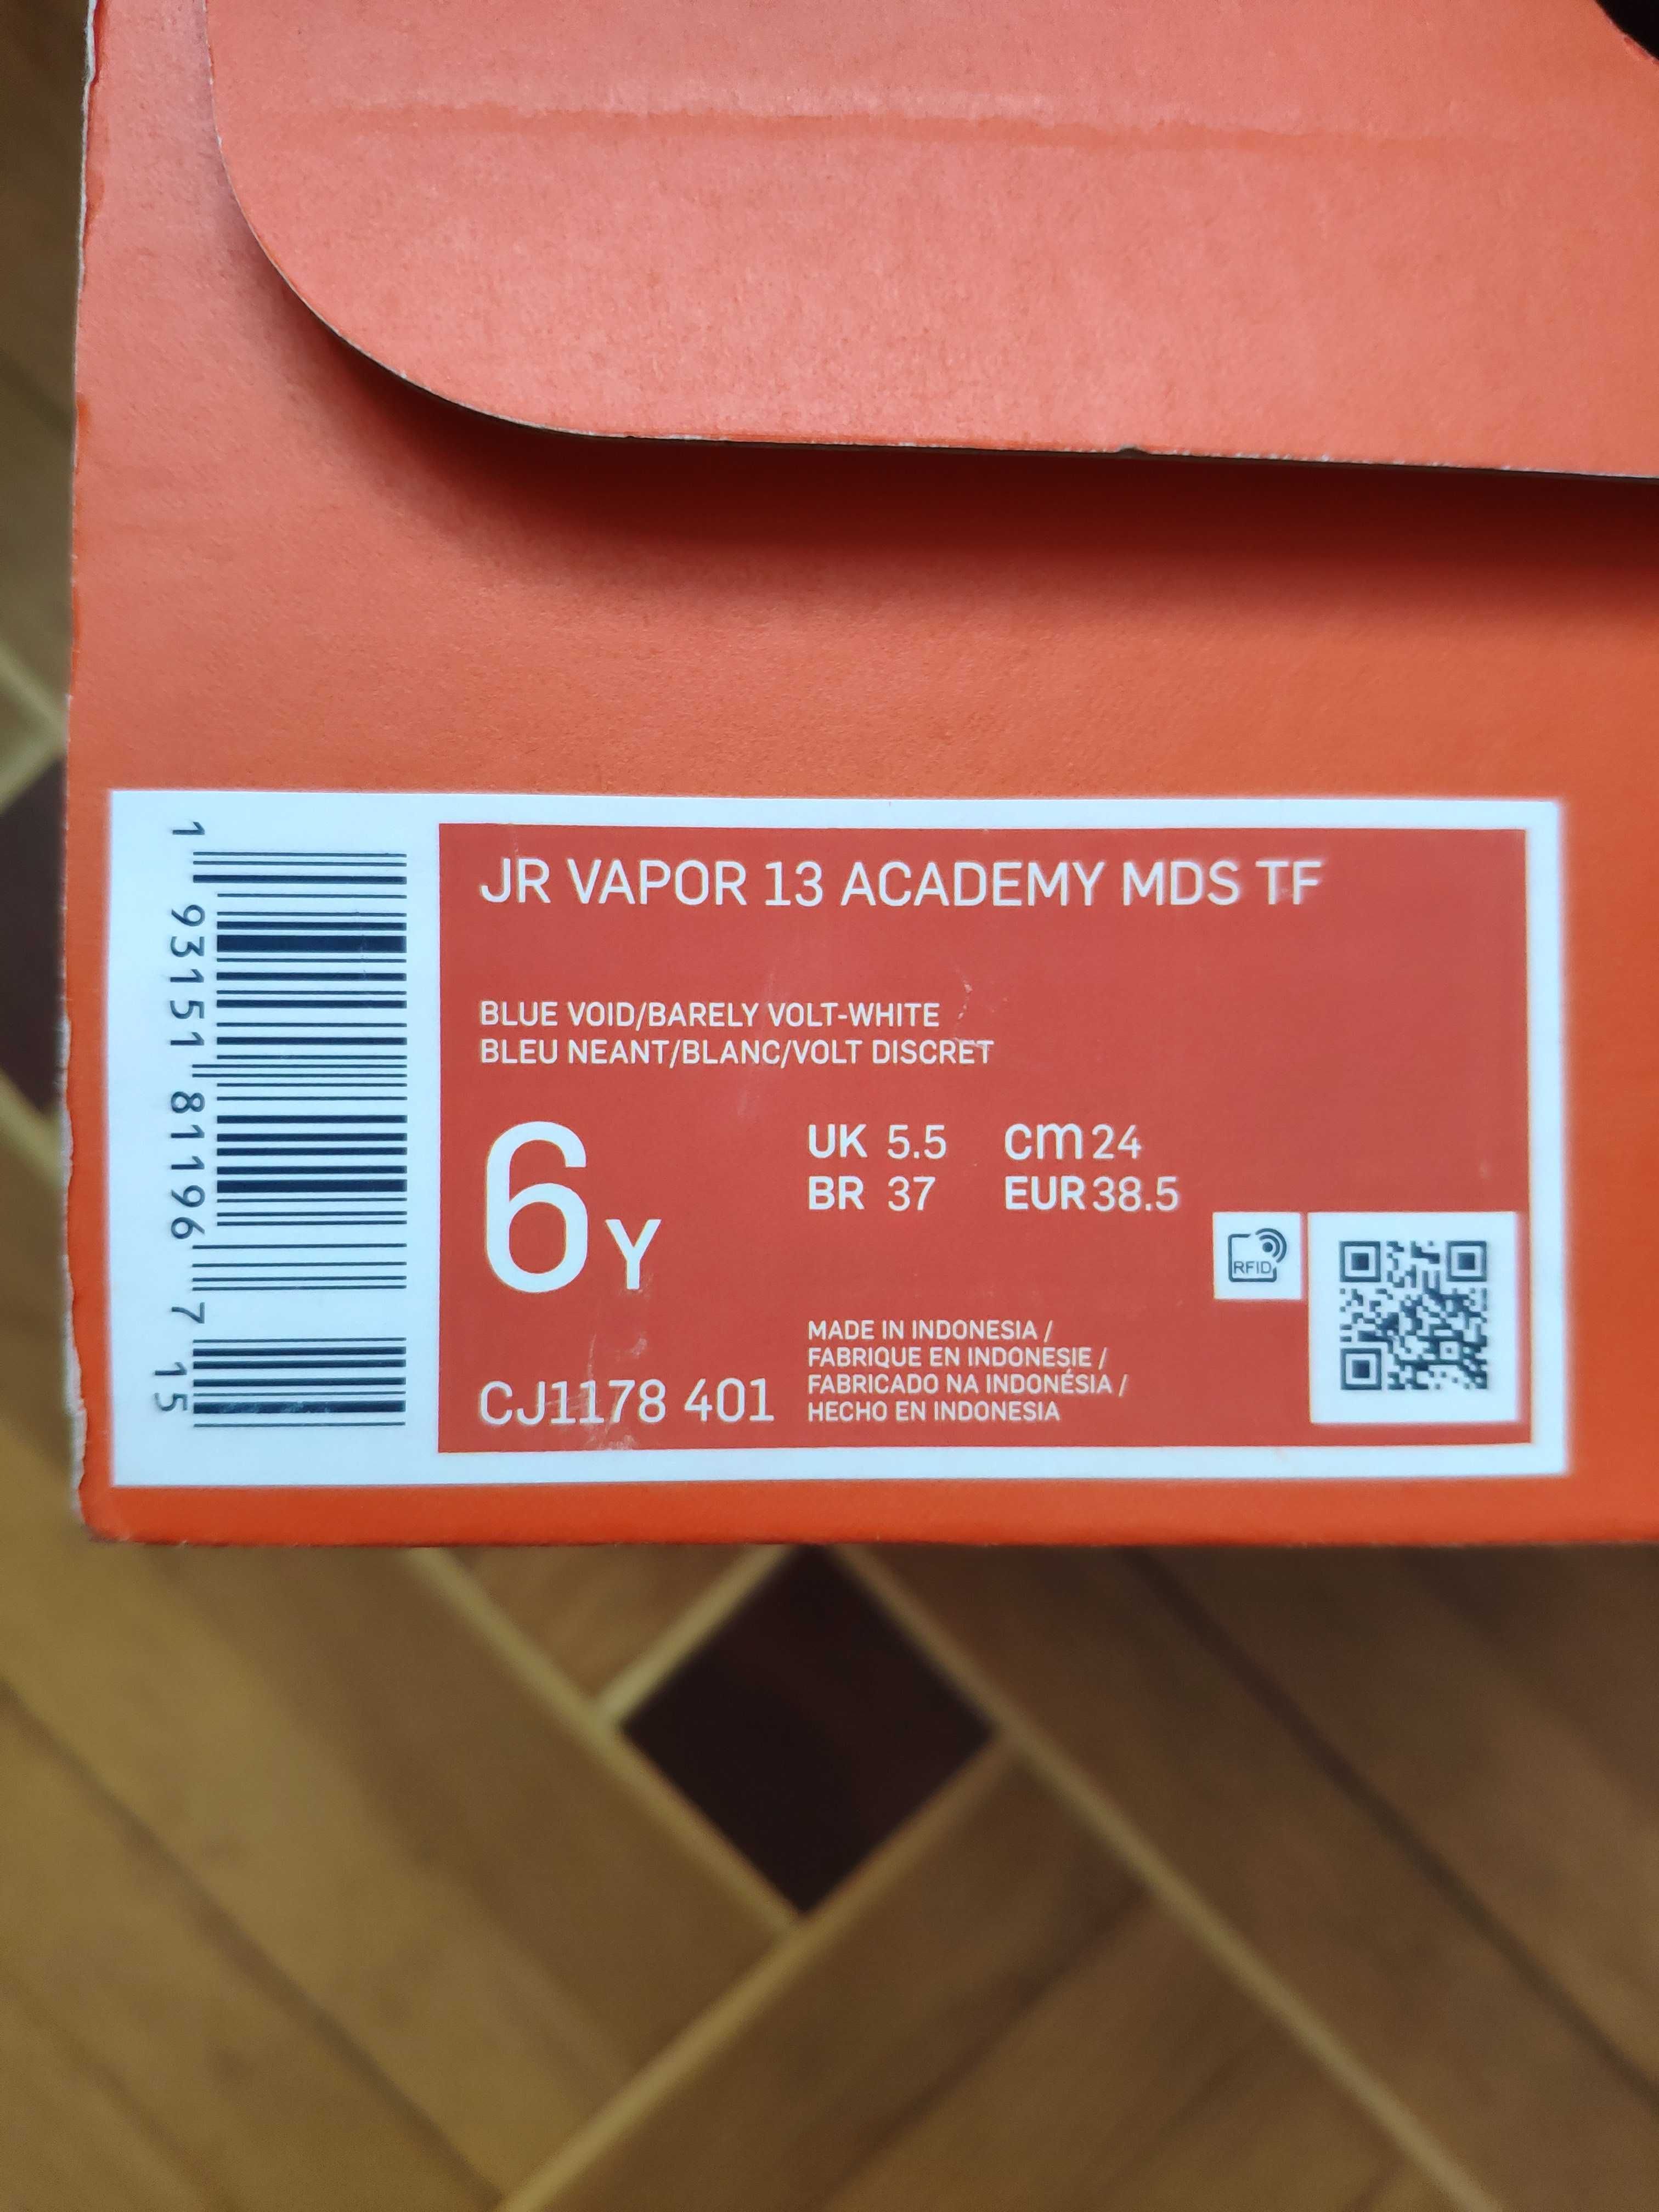 1 93151 81196 7 15
JR VAPOR 13 ACADEMY MDS TF
BLUE VOID/BARELY VOLT-WHITE
BLEU NEANT/BLANC/VOLT DISCRET
6Y
UK 5.5 cm 24
BR 37 EUR 38.5
RFID
CJ1178 401
MADE IN INDONESIA /
FABRIQUE EN INDONESIE /
FABRICADO NA INDONÉSIA /
HECHO EN INDONESIA